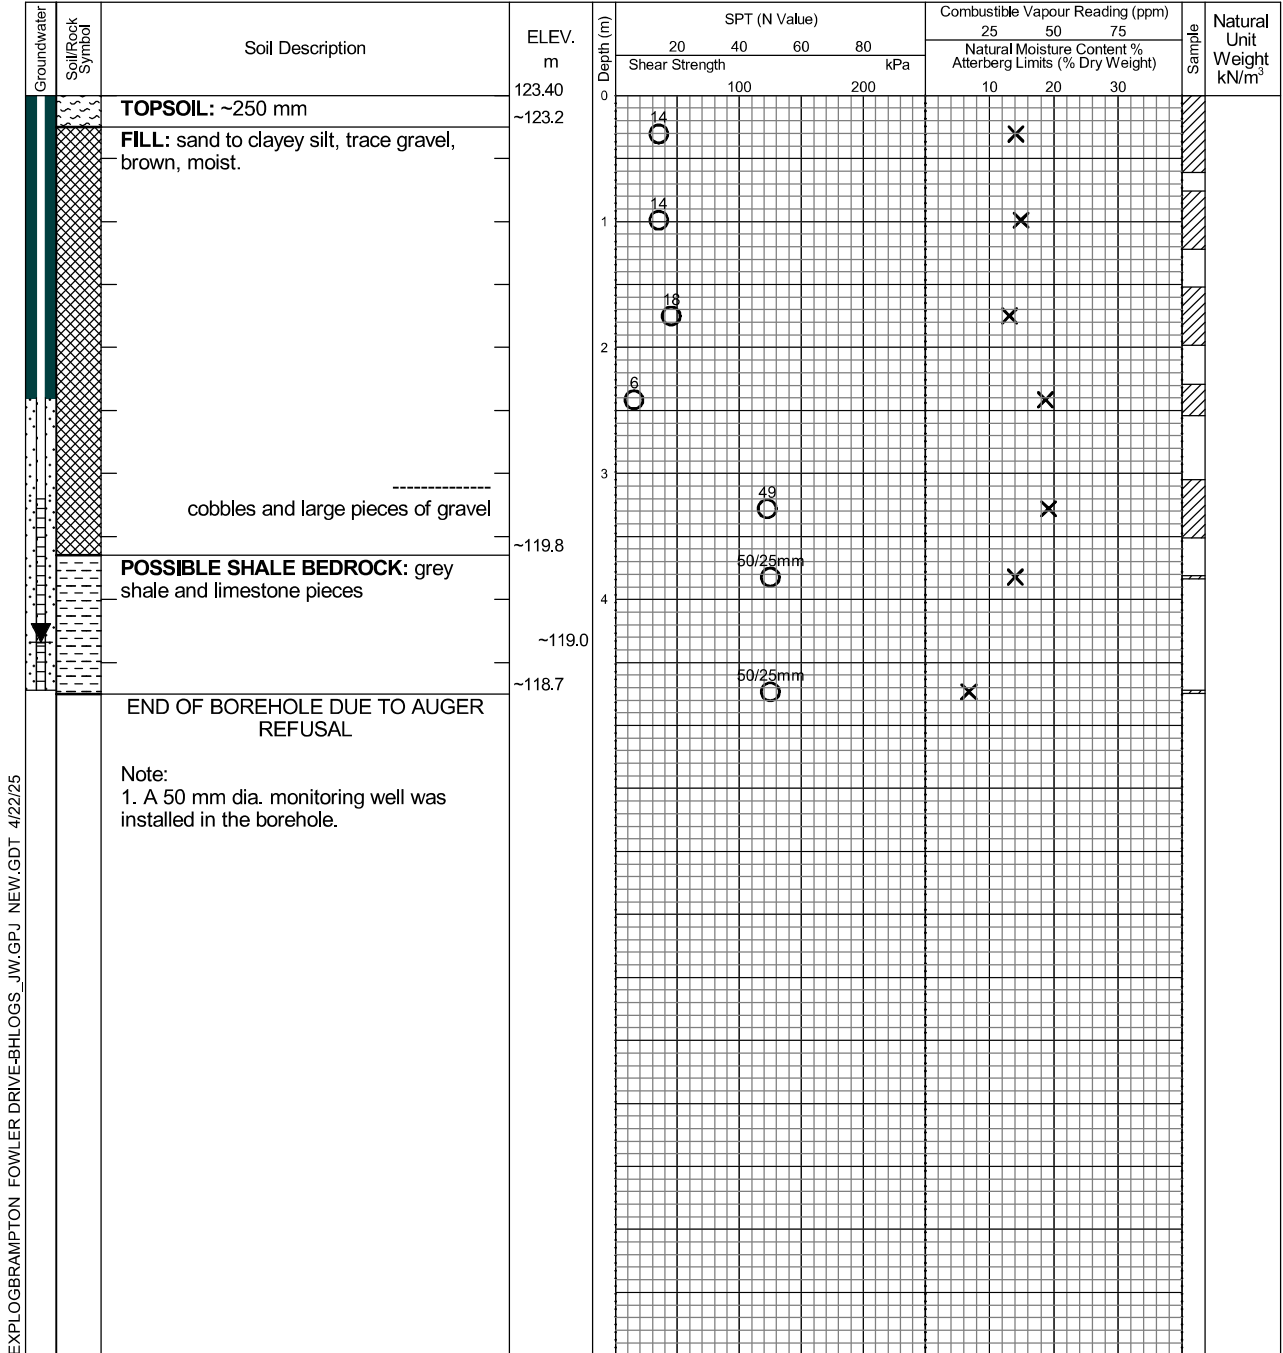 Groundwater
Soil/Rock
Symbol
Soil Description
ELEV.
m
Depth (m)
SPT (N Value)
20 40 60 80
Shear Strength kPa
100 200
Combustible Vapour Reading (ppm)
25 50 75
Natural Moisture Content %
Atterberg Limits (% Dry Weight)
10 20 30
Sample
Natural
Unit
Weight
kN/m³
123.40
0
TOPSOIL: ~250 mm
~123.2
FILL: sand to clayey silt, trace gravel,
brown, moist.
14
14
1
18
2
6
3
49
cobbles and large pieces of gravel
~119.8
POSSIBLE SHALE BEDROCK: grey
shale and limestone pieces
50/25mm
4
~119.0
50/25mm
~118.7
END OF BOREHOLE DUE TO AUGER
REFUSAL
Note:
1. A 50 mm dia. monitoring well was
installed in the borehole.
EXPLOGBRAMPTON FOWLER DRIVE-BHLOGS_JW.GPJ NEW.GDT 4/22/25